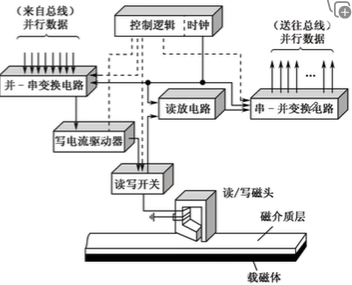 （来自总线）
并行数据
控制逻辑 时钟
（送往总线）
并行数据
并－串变换电路
读放电路
串－并变换电路
写电流驱动器
读写开关
读/写磁头
磁介质层
载磁体